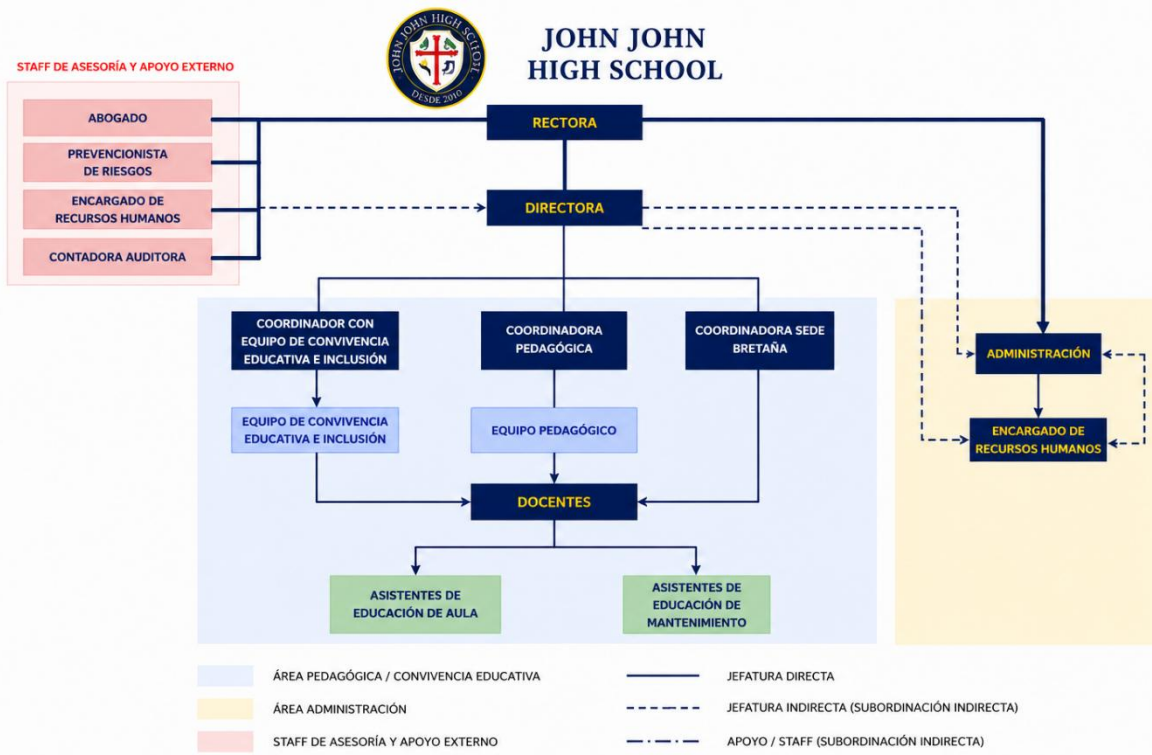 JOHN JOHN HIGH SCHOOL
DESDE 2010
JOHN JOHN
HIGH SCHOOL
STAFF DE ASESORÍA Y APOYO EXTERNO
ABOGADO
PREVENCIONISTA
DE RIESGOS
ENCARGADO DE
RECURSOS HUMANOS
CONTADORA AUDITORA
RECTORA
DIRECTORA
COORDINADOR CON
EQUIPO DE CONVIVENCIA
EDUCATIVA E INCLUSIÓN
COORDINADORA
PEDAGÓGICA
COORDINADORA SEDE
BRETAÑA
ADMINISTRACIÓN
EQUIPO DE CONVIVENCIA
EDUCATIVA E INCLUSIÓN
EQUIPO PEDAGÓGICO
ENCARGADO DE
RECURSOS HUMANOS
DOCENTES
ASISTENTES DE
EDUCACIÓN DE AULA
ASISTENTES DE
EDUCACIÓN DE
MANTENIMIENTO
ÁREA PEDAGÓGICA / CONVIVENCIA EDUCATIVA
ÁREA ADMINISTRACIÓN
STAFF DE ASESORÍA Y APOYO EXTERNO
JEFATURA DIRECTA
JEFATURA INDIRECTA (SUBORDINACIÓN INDIRECTA)
APOYO / STAFF (SUBORDINACIÓN INDIRECTA)